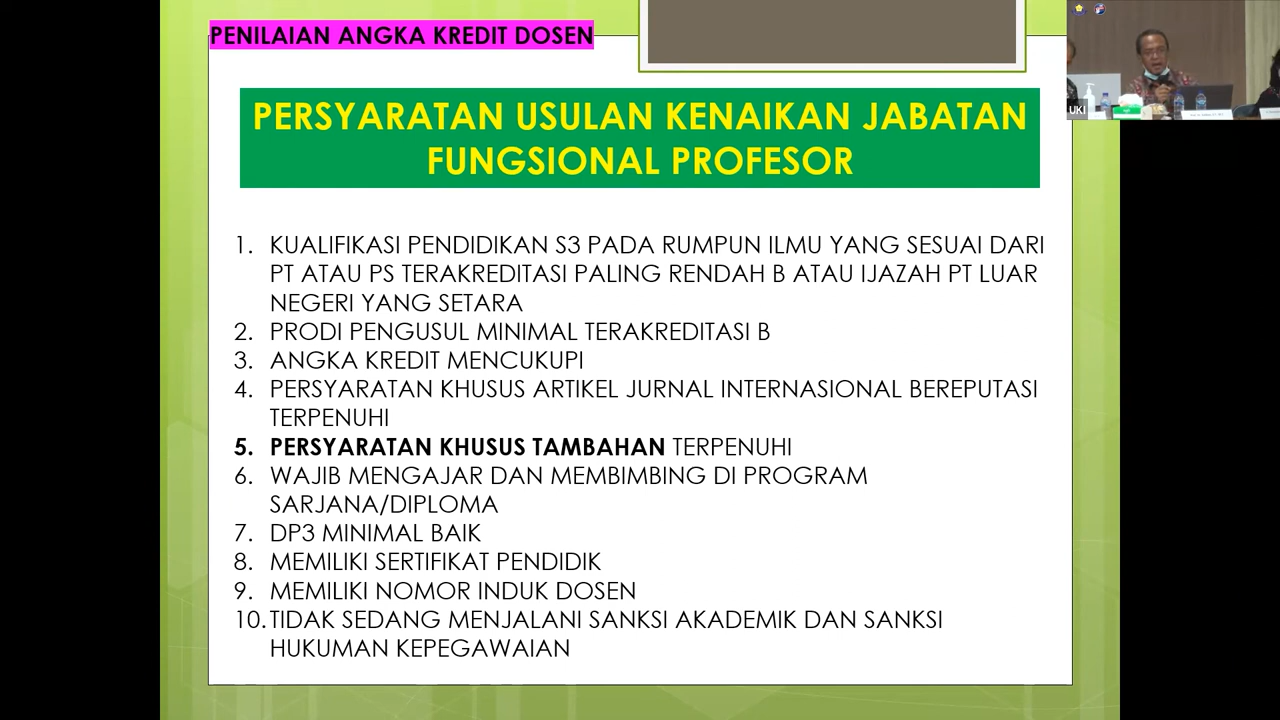 PENILAIAN ANGKA KREDIT DOSEN
PERSYARATAN USULAN KENAIKAN JABATAN
FUNGSIONAL PROFESOR
1. KUALIFIKASI PENDIDIKAN S3 PADA RUMPUN ILMU YANG SESUAI DARI
PT ATAU PS TERAKREDITASI PALING RENDAH B ATAU IJAZAH PT LUAR
NEGERI YANG SETARA
2. PRODI PENGUSUL MINIMAL TERAKREDITASI B
3. ANGKA KREDIT MENCUKUPI
4. PERSYARATAN KHUSUS ARTIKEL JURNAL INTERNASIONAL BEREPUTASI
TERPENUHI
5. PERSYARATAN KHUSUS TAMBAHAN TERPENUHI
6. WAJIB MENGAJAR DAN MEMBIMBING DI PROGRAM
SARJANA/DIPLOMA
7. DP3 MINIMAL BAIK
8. MEMILIKI SERTIFIKAT PENDIDIK
9. MEMILIKI NOMOR INDUK DOSEN
10. TIDAK SEDANG MENJALANI SANKSI AKADEMIK DAN SANKSI
HUKUMAN KEPEGAWAIAN
UKI